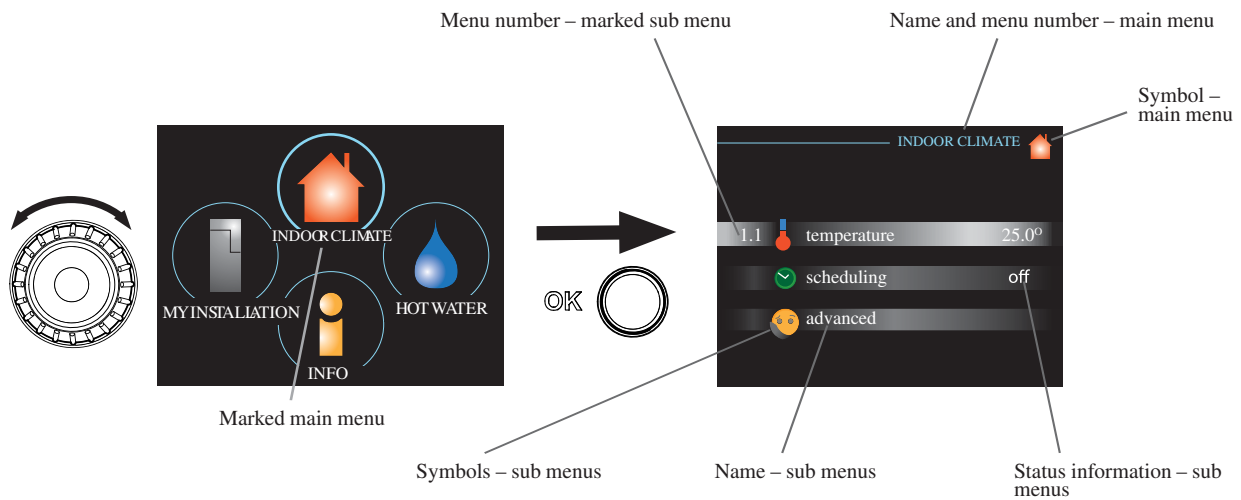 Menu number – marked sub menu
Name and menu number – main menu
Symbol –
main menu
INDOOR CLIMATE
INDOOR CLIMATE
1.1 temperature 25.0°
MY INSTALLATION
HOT WATER
scheduling off
OK
advanced
INFO
Marked main menu
Symbols – sub menus
Name – sub menus
Status information – sub
menus